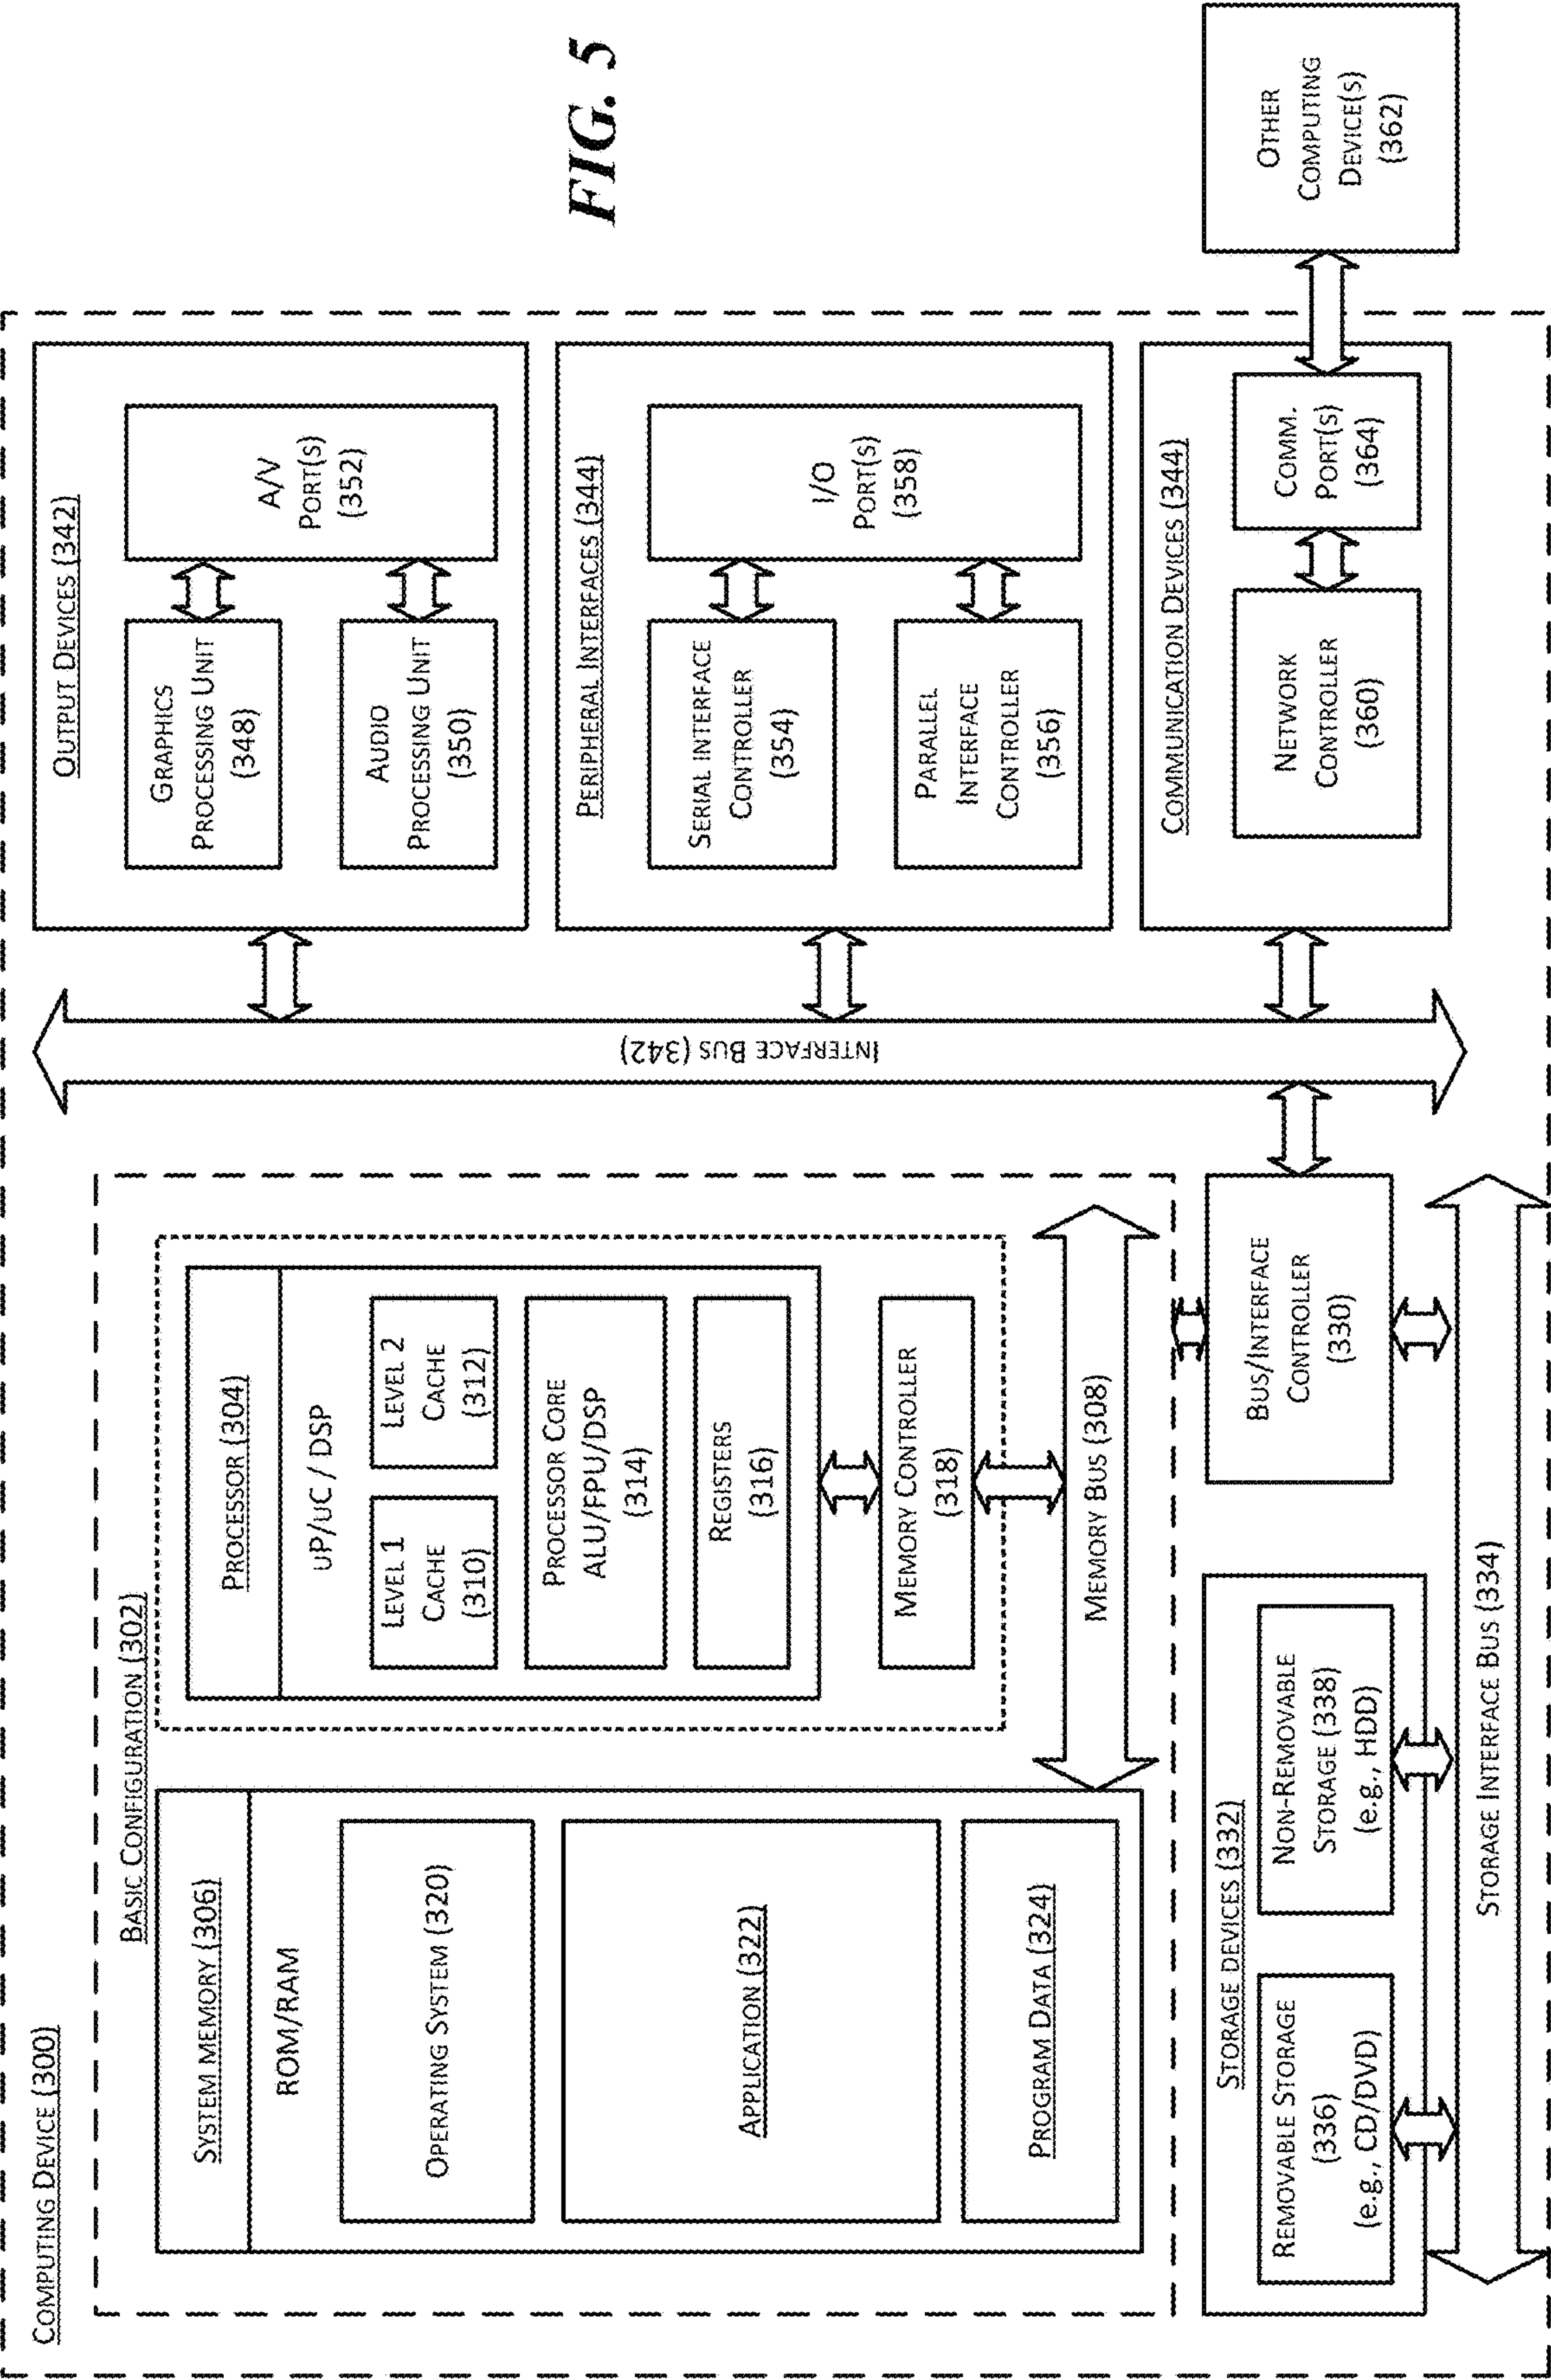 COMPUTING DEVICE (300)
BASIC CONFIGURATION (302)
SYSTEM MEMORY (306)
ROM/RAM
OPERATING SYSTEM (320)
APPLICATION (322)
PROGRAM DATA (324)
PROCESSOR (304)
uP/uC / DSP
LEVEL 1
CACHE
(310)
LEVEL 2
CACHE
(312)
PROCESSOR CORE
ALU/FPU/DSP
(314)
REGISTERS
(316)
MEMORY CONTROLLER
(318)
MEMORY BUS (308)
BUS/INTERFACE
CONTROLLER
(330)
STORAGE DEVICES (332)
REMOVABLE STORAGE
(336)
(e.g., CD/DVD)
NON-REMOVABLE
STORAGE (338)
(e.g., HDD)
STORAGE INTERFACE BUS (334)
INTERFACE BUS (342)
OUTPUT DEVICES (342)
GRAPHICS
PROCESSING UNIT
(348)
AUDIO
PROCESSING UNIT
(350)
A/V
PORT(S)
(352)
PERIPHERAL INTERFACES (344)
SERIAL INTERFACE
CONTROLLER
(354)
PARALLEL
INTERFACE
CONTROLLER
(356)
I/O
PORT(S)
(358)
COMMUNICATION DEVICES (344)
NETWORK
CONTROLLER
(360)
COMM.
PORT(S)
(364)
OTHER
COMPUTING
DEVICE(S)
(362)
FIG. 5